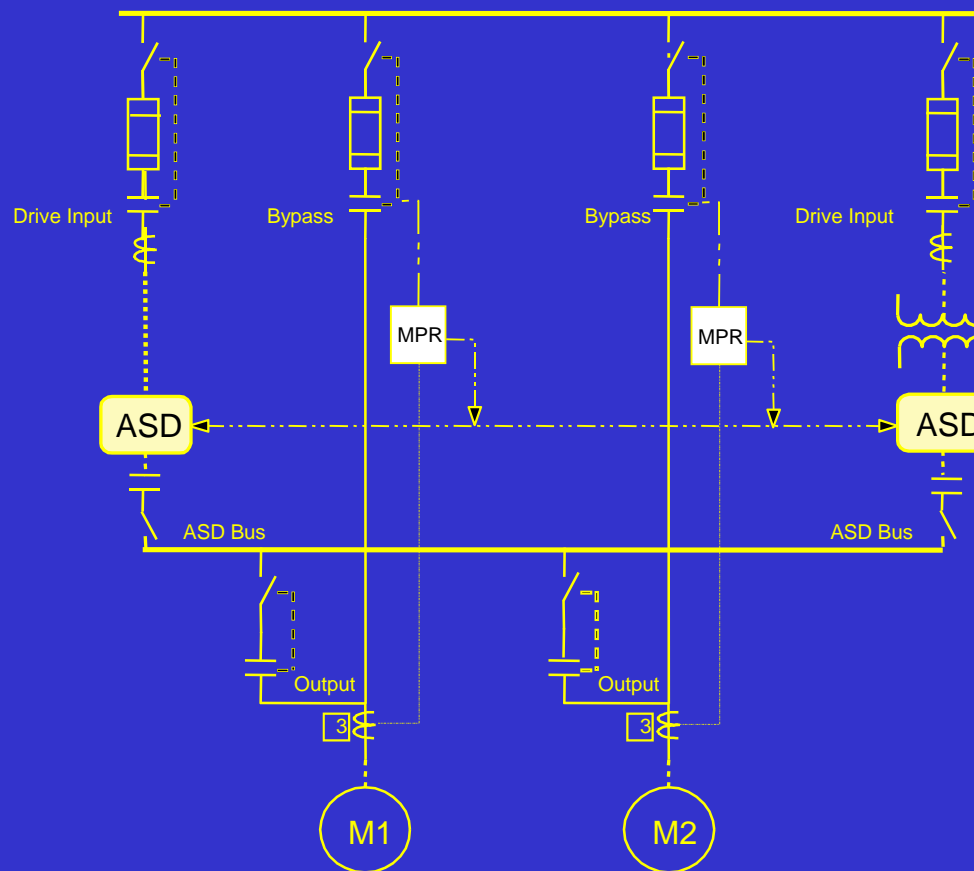 Drive Input
Bypass
Bypass
Drive Input
MPR
MPR
ASD
ASD
ASD Bus
ASD Bus
Output
Output
3
3
M1
M2